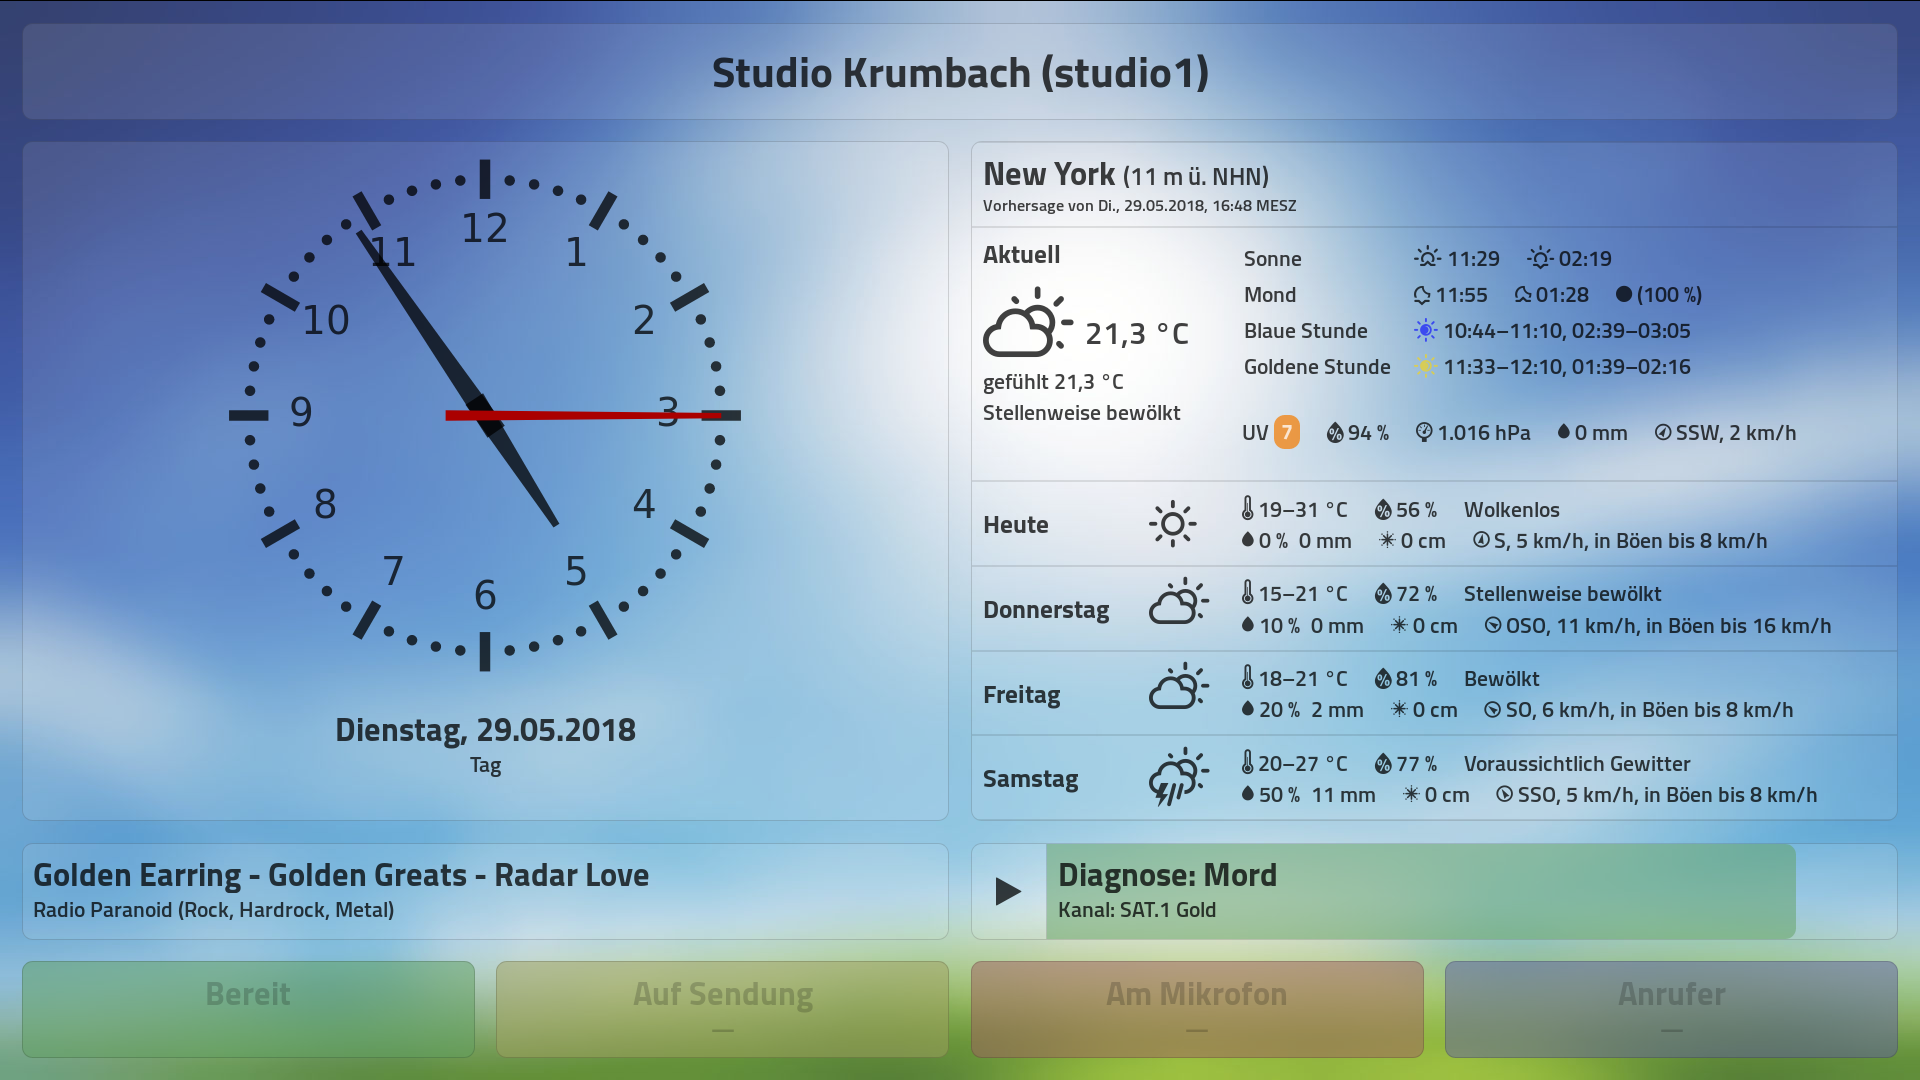 Studio Krumbach (studio1)
12
11
1
10
2
9
3
8
4
7
5
6
Dienstag, 29.05.2018
Tag
New York (11 m ü. NHN)
Vorhersage von Di., 29.05.2018, 16:48 MESZ
Aktuell
21,3 °C
gefühlt 21,3 °C
Stellenweise bewölkt
Sonne 11:29 02:19
Mond 11:55 01:28 (100 %)
Blaue Stunde 10:44–11:10, 02:39–03:05
Goldene Stunde 11:33–12:10, 01:39–02:16
UV 7 94 % 1.016 hPa 0 mm SSW, 2 km/h
Heute
19–31 °C 56 % Wolkenlos
0 % 0 mm 0 cm S, 5 km/h, in Böen bis 8 km/h
Donnerstag
15–21 °C 72 % Stellenweise bewölkt
10 % 0 mm 0 cm OSO, 11 km/h, in Böen bis 16 km/h
Freitag
18–21 °C 81 % Bewölkt
20 % 2 mm 0 cm SO, 6 km/h, in Böen bis 8 km/h
Samstag
20–27 °C 77 % Voraussichtlich Gewitter
50 % 11 mm 0 cm SSO, 5 km/h, in Böen bis 8 km/h
Golden Earring - Golden Greats - Radar Love
Radio Paranoid (Rock, Hardrock, Metal)
Diagnose: Mord
Kanal: SAT.1 Gold
Bereit
Auf Sendung
—
Am Mikrofon
—
Anrufer
—